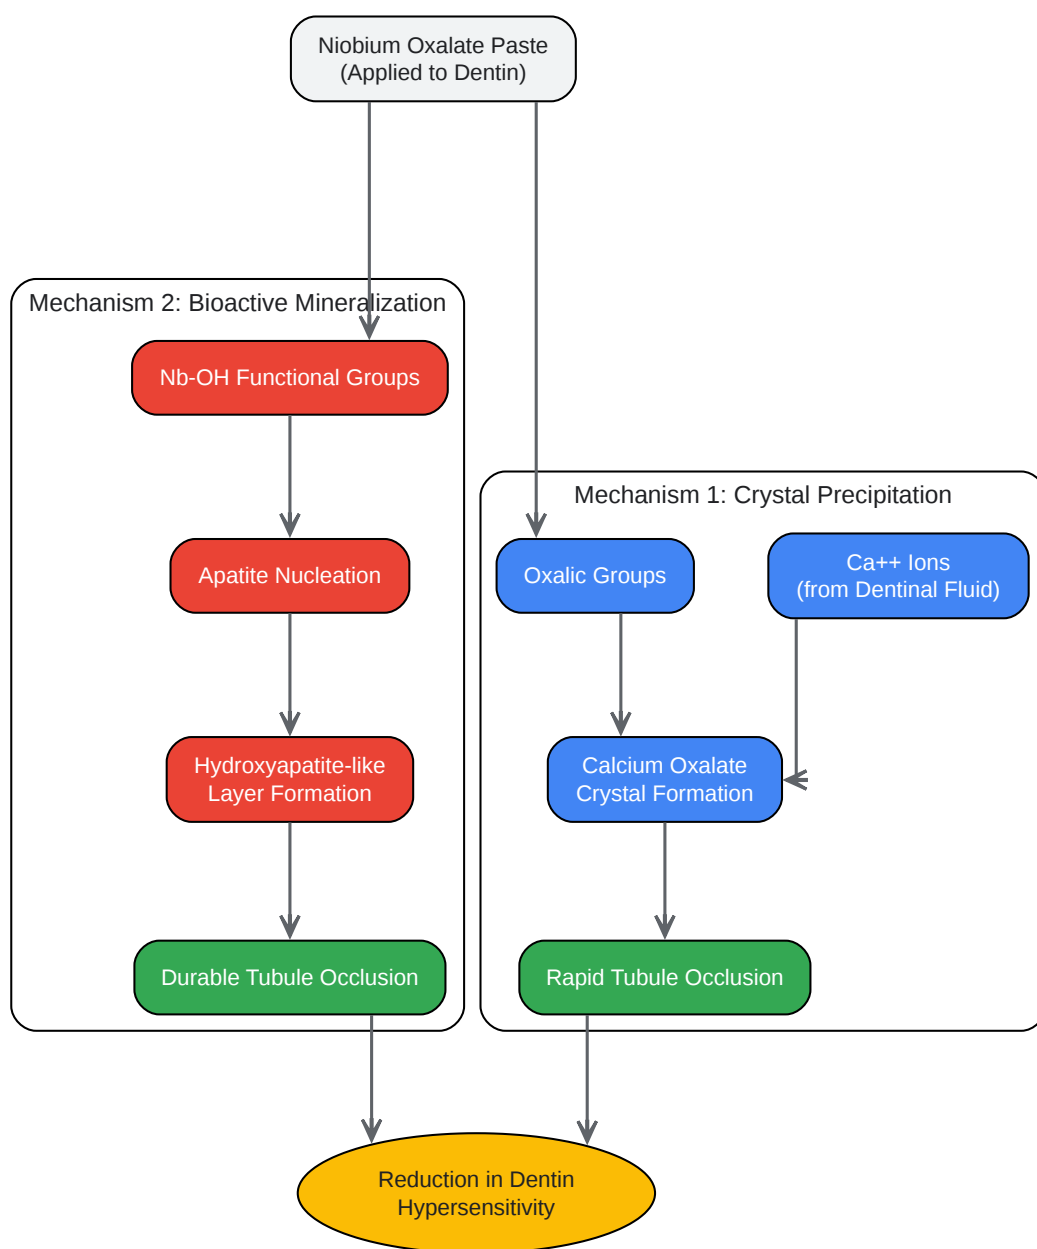 Niobium Oxalate Paste
(Applied to Dentin)
Mechanism 2: Bioactive Mineralization
Nb-OH Functional Groups
Apatite Nucleation
Hydroxyapatite-like
Layer Formation
Durable Tubule Occlusion
Mechanism 1: Crystal Precipitation
Oxalic Groups
Ca++ Ions
(from Dentinal Fluid)
Calcium Oxalate
Crystal Formation
Rapid Tubule Occlusion
Reduction in Dentin
Hypersensitivity